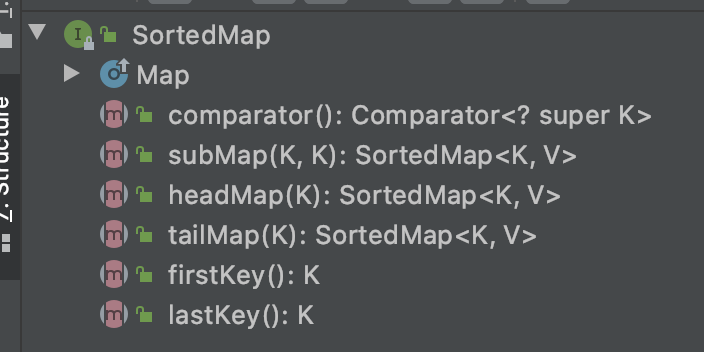 SortedMap
Map
comparator(): Comparator<? super K>
subMap(K, K): SortedMap<K, V>
headMap(K): SortedMap<K, V>
tailMap(K): SortedMap<K, V>
firstKey(): K
lastKey(): K
7: Structure